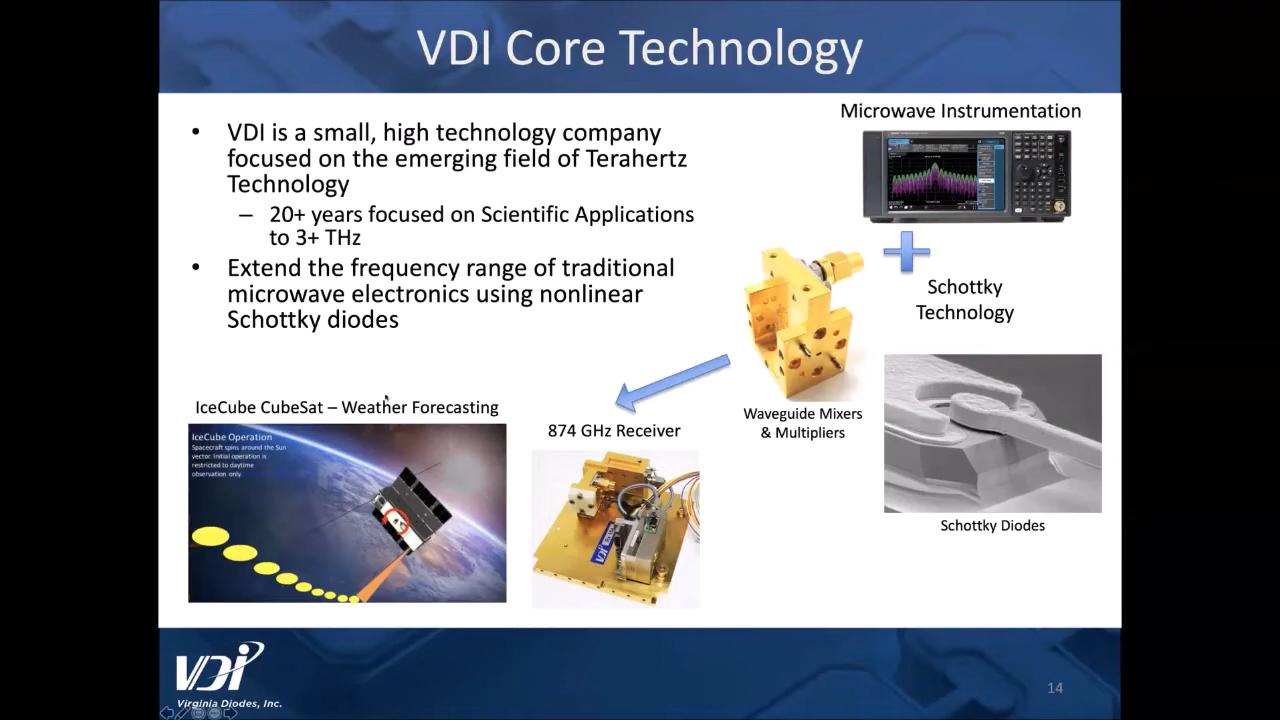 VDI Core Technology
• VDI is a small, high technology company
focused on the emerging field of Terahertz
Technology
– 20+ years focused on Scientific Applications
to 3+ THz
• Extend the frequency range of traditional
microwave electronics using nonlinear
Schottky diodes
Microwave Instrumentation
Schottky
Technology
Waveguide Mixers
& Multipliers
Schottky Diodes
874 GHz Receiver
VDI
IceCube CubeSat – Weather Forecasting
IceCube Operation
Spacecraft spins around the Sun
vector. Initial operation is
restricted to daytime
observation only.
VDI
Virginia Diodes, Inc.
14